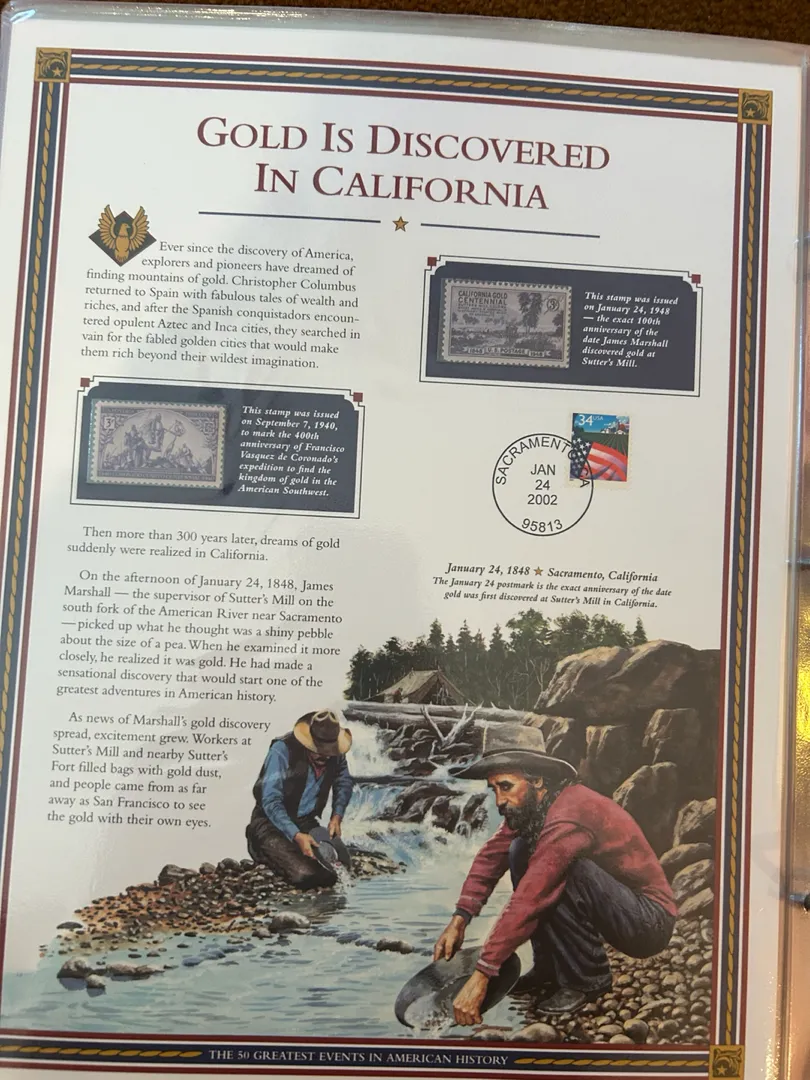 GOLD IS DISCOVERED
IN CALIFORNIA
Ever since the discovery of America,
explorers and pioneers have dreamed of
finding mountains of gold. Christopher Columbus
returned to Spain with fabulous tales of wealth and
riches, and after the Spanish conquistadors encoun-
tered opulent Aztec and Inca cities, they searched in
vain for the fabled golden cities that would make
them rich beyond their wildest imagination.
CALIFORNIA GOLD
CENTENNIAL
3¢
1848 U.S. POSTAGE 1948
This stamp was issued
on January 24, 1948
— the exact 100th
anniversary of the
date James Marshall
discovered gold at
Sutter's Mill.
3¢
This stamp was issued
on September 7, 1940,
to mark the 400th
anniversary of Francisco
Vasquez de Coronado's
expedition to find the
kingdom of gold in the
American Southwest.
34 USA
SACRAMENTO CA
JAN
24
2002
95813
January 24, 1848 ★ Sacramento, California
The January 24 postmark is the exact anniversary of the date
gold was first discovered at Sutter's Mill in California.
Then more than 300 years later, dreams of gold
suddenly were realized in California.
On the afternoon of January 24, 1848, James
Marshall — the supervisor of Sutter's Mill on the
south fork of the American River near Sacramento
— picked up what he thought was a shiny pebble
about the size of a pea. When he examined it more
closely, he realized it was gold. He had made a
sensational discovery that would start one of the
greatest adventures in American history.
As news of Marshall's gold discovery
spread, excitement grew. Workers at
Sutter's Mill and nearby Sutter's
Fort filled bags with gold dust,
and people came from as far
away as San Francisco to see
the gold with their own eyes.
THE 50 GREATEST EVENTS IN AMERICAN HISTORY